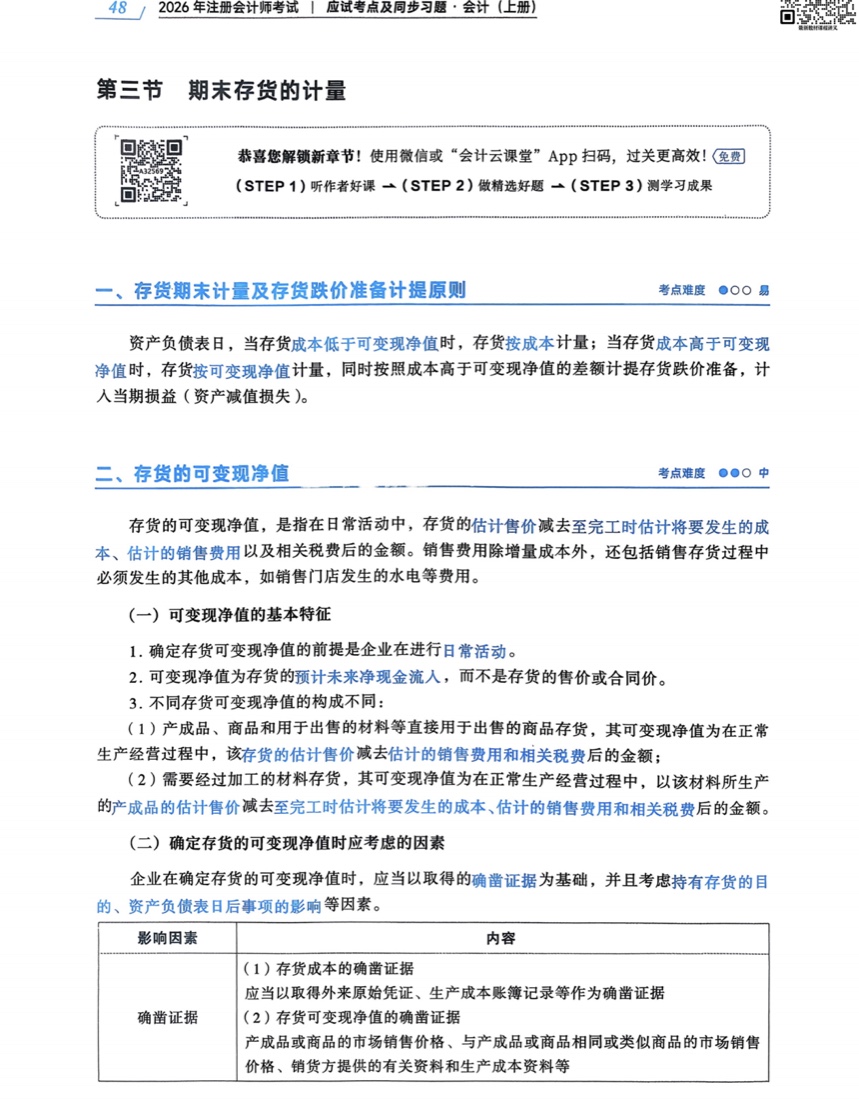 48 2026 年注册会计师考试 | 应试考点及同步习题·会计（上册）
第三节 期末存货的计量
A32569
恭喜您解锁新章节！使用微信或“会计云课堂”App 扫码，过关更高效！免费
（STEP 1）听作者好课 → （STEP 2）做精选好题 → （STEP 3）测学习成果
一、存货期末计量及存货跌价准备计提原则 考点难度 ●○○ 易
资产负债表日，当存货成本低于可变现净值时，存货按成本计量；当存货成本高于可变现
净值时，存货按可变现净值计量，同时按照成本高于可变现净值的差额计提存货跌价准备，计
入当期损益（资产减值损失）。
二、存货的可变现净值 考点难度 ●●○ 中
存货的可变现净值，是指在日常活动中，存货的估计售价减去至完工时估计将要发生的成
本、估计的销售费用以及相关税费后的金额。销售费用除增量成本外，还包括销售存货过程中
必须发生的其他成本，如销售门店发生的水电等费用。
（一）可变现净值的基本特征
1. 确定存货可变现净值的前提是企业在进行日常活动。
2. 可变现净值为存货的预计未来净现金流入，而不是存货的售价或合同价。
3. 不同存货可变现净值的构成不同：
（1）产成品、商品和用于出售的材料等直接用于出售的商品存货，其可变现净值为在正常
生产经营过程中，该存货的估计售价减去估计的销售费用和相关税费后的金额；
（2）需要经过加工的材料存货，其可变现净值为在正常生产经营过程中，以该材料所生产
的产成品的估计售价减去至完工时估计将要发生的成本、估计的销售费用和相关税费后的金额。
（二）确定存货的可变现净值时应考虑的因素
企业在确定存货的可变现净值时，应当以取得的确凿证据为基础，并且考虑持有存货的目
的、资产负债表日后事项的影响等因素。
影响因素 内容
确凿证据
（1）存货成本的确凿证据
应当以取得外来原始凭证、生产成本账簿记录等作为确凿证据
（2）存货可变现净值的确凿证据
产成品或商品的市场销售价格、与产成品或商品相同或类似商品的市场销售
价格、销货方提供的有关资料和生产成本资料等